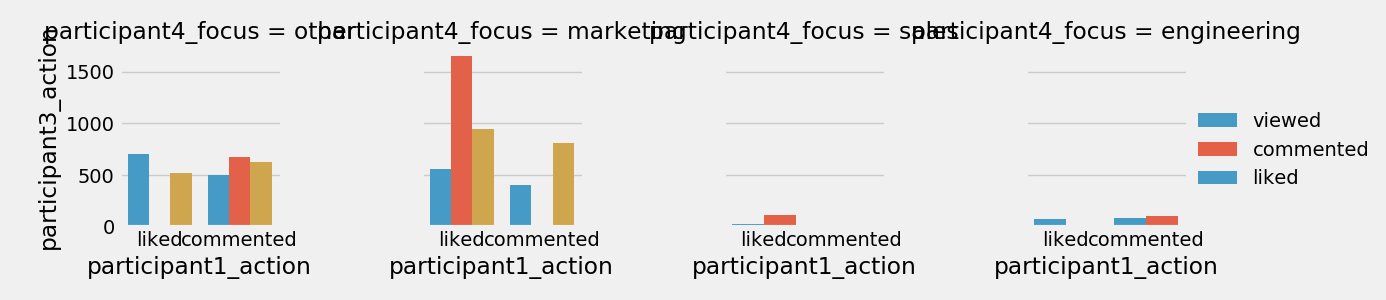 participant4_focus = other
participant4_focus = marketing
participant4_focus = sales
participant4_focus = engineering
participant3_action
1500
1000
500
0
liked commented
liked commented
liked commented
liked commented
participant1_action
participant1_action
participant1_action
participant1_action
viewed
commented
liked